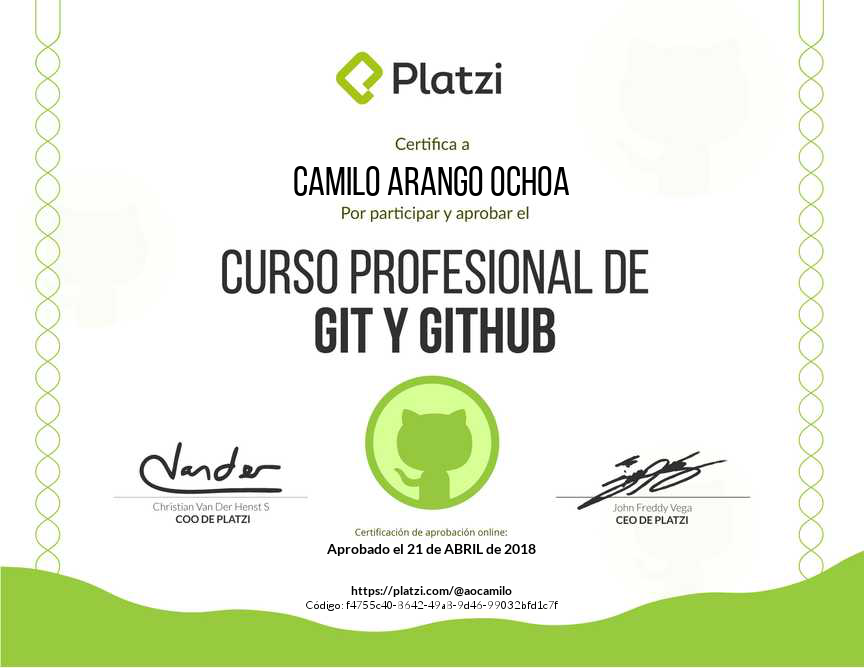 Platzi
Certifica a
CAMILO ARANGO OCHOA
Por participar y aprobar el
CURSO PROFESIONAL DE
GIT Y GITHUB
Vander
Christian Van Der Henst S
COO DE PLATZI
John Freddy Vega
CEO DE PLATZI
Certificación de aprobación online:
Aprobado el 21 de ABRIL de 2018
https://platzi.com/@aocamilo
Código: f4755c40-8642-49a8-9d46-99032bfd1c7f